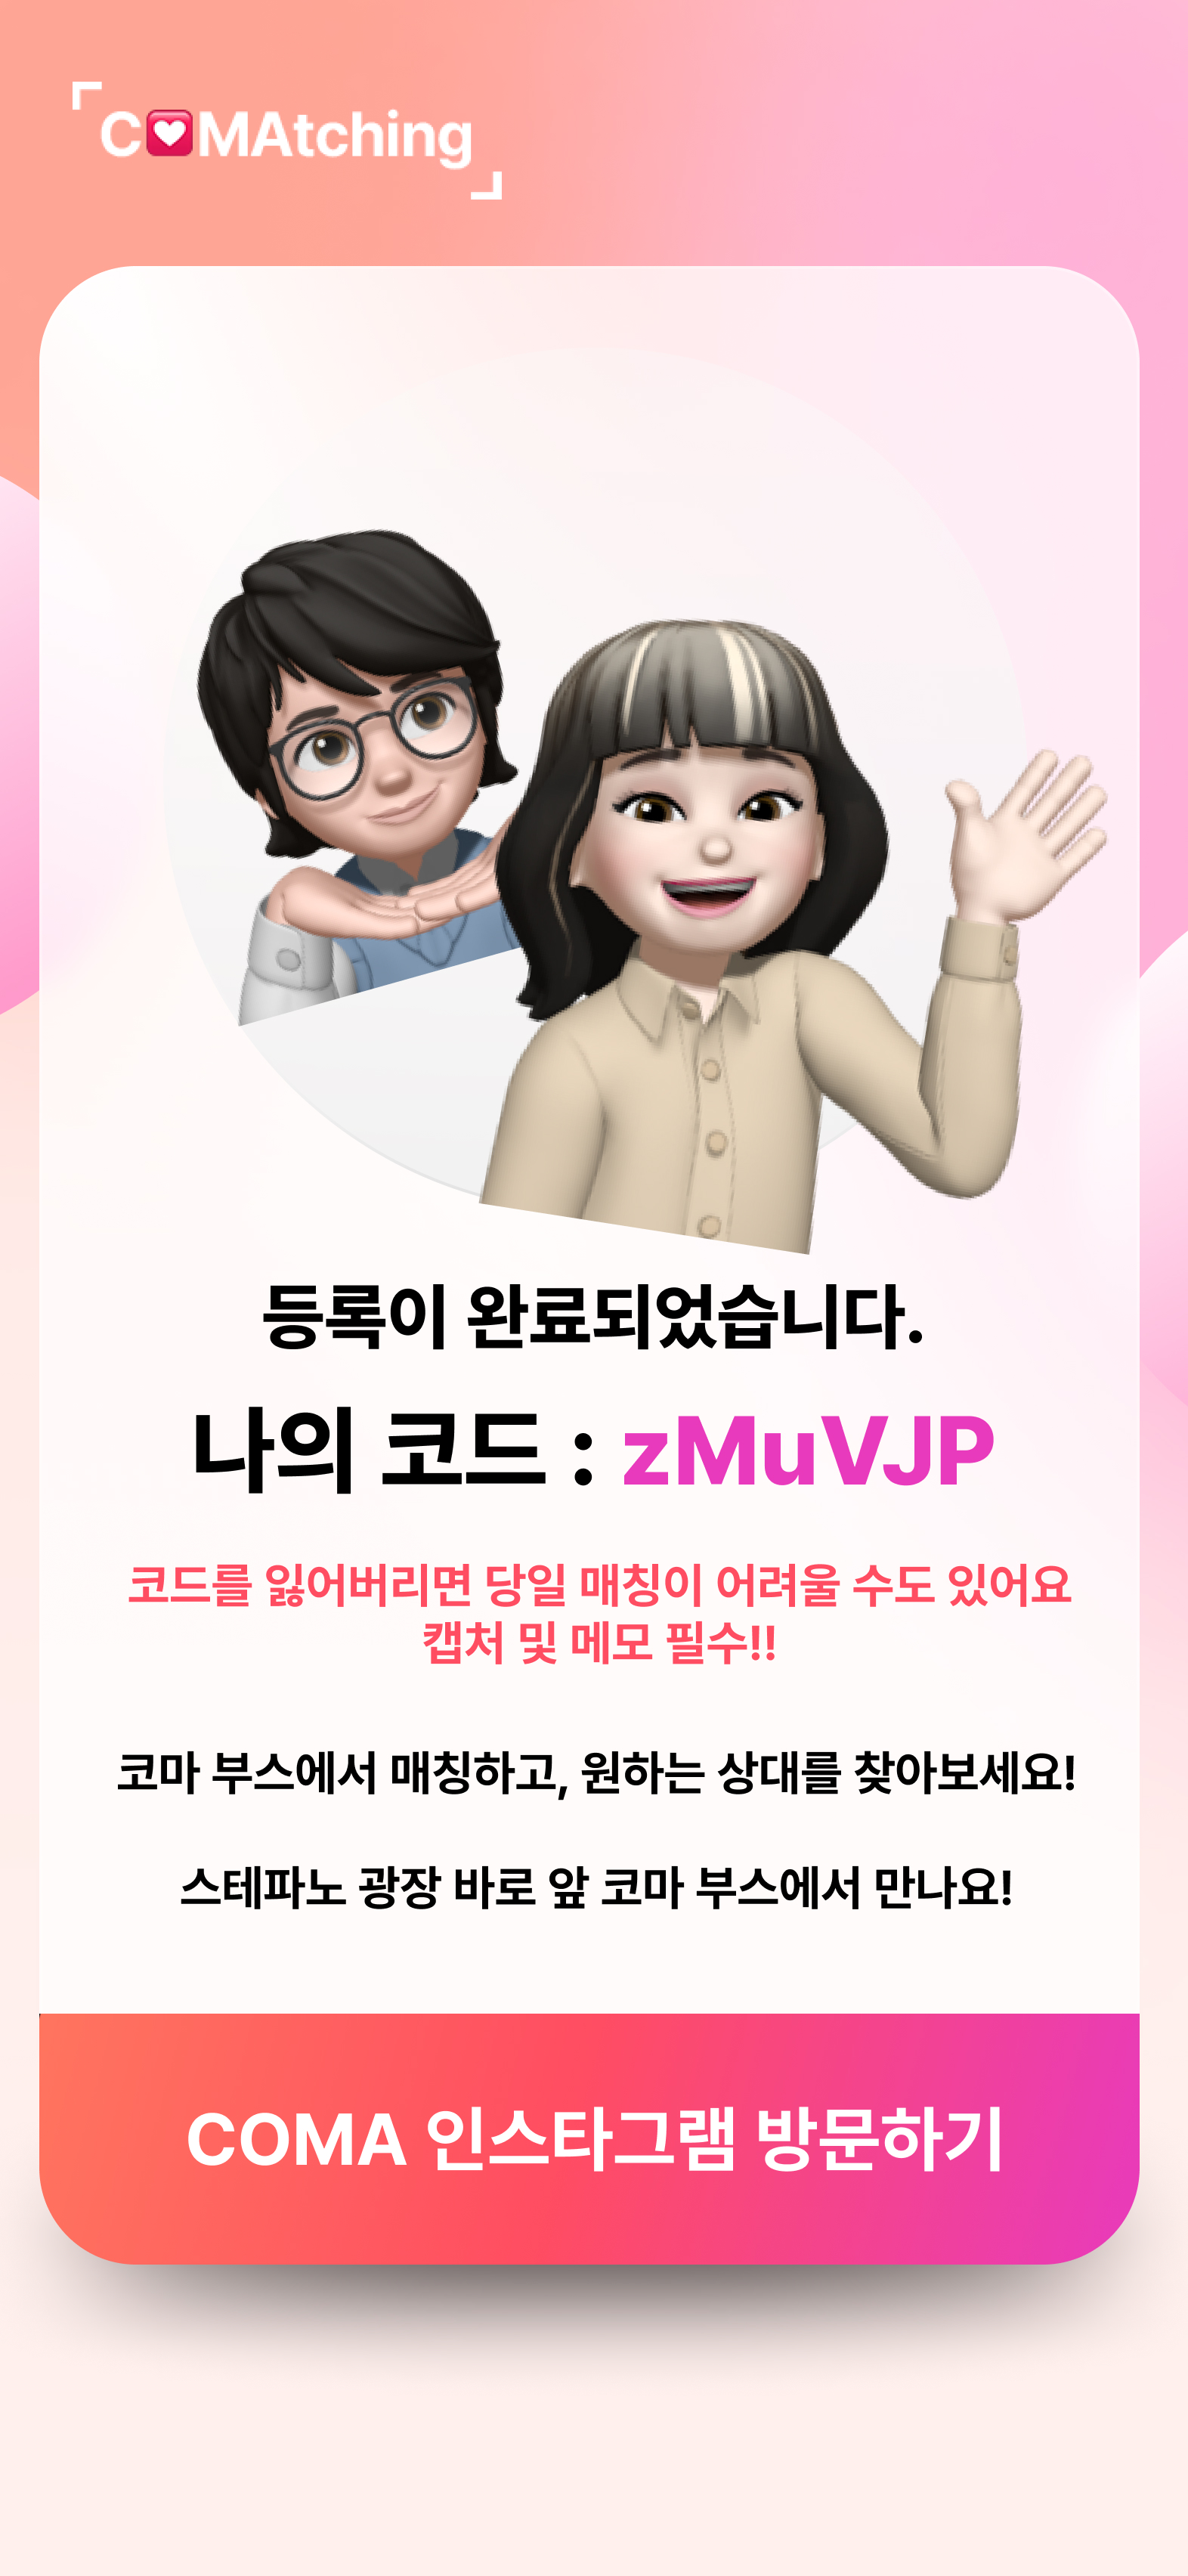 COMAtching
등록이 완료되었습니다.
나의 코드 : zMuVJP
코드를 잃어버리면 당일 매칭이 어려울 수도 있어요
캡처 및 메모 필수!!
코마 부스에서 매칭하고, 원하는 상대를 찾아보세요!
스테파노 광장 바로 앞 코마 부스에서 만나요!
COMA 인스타그램 방문하기